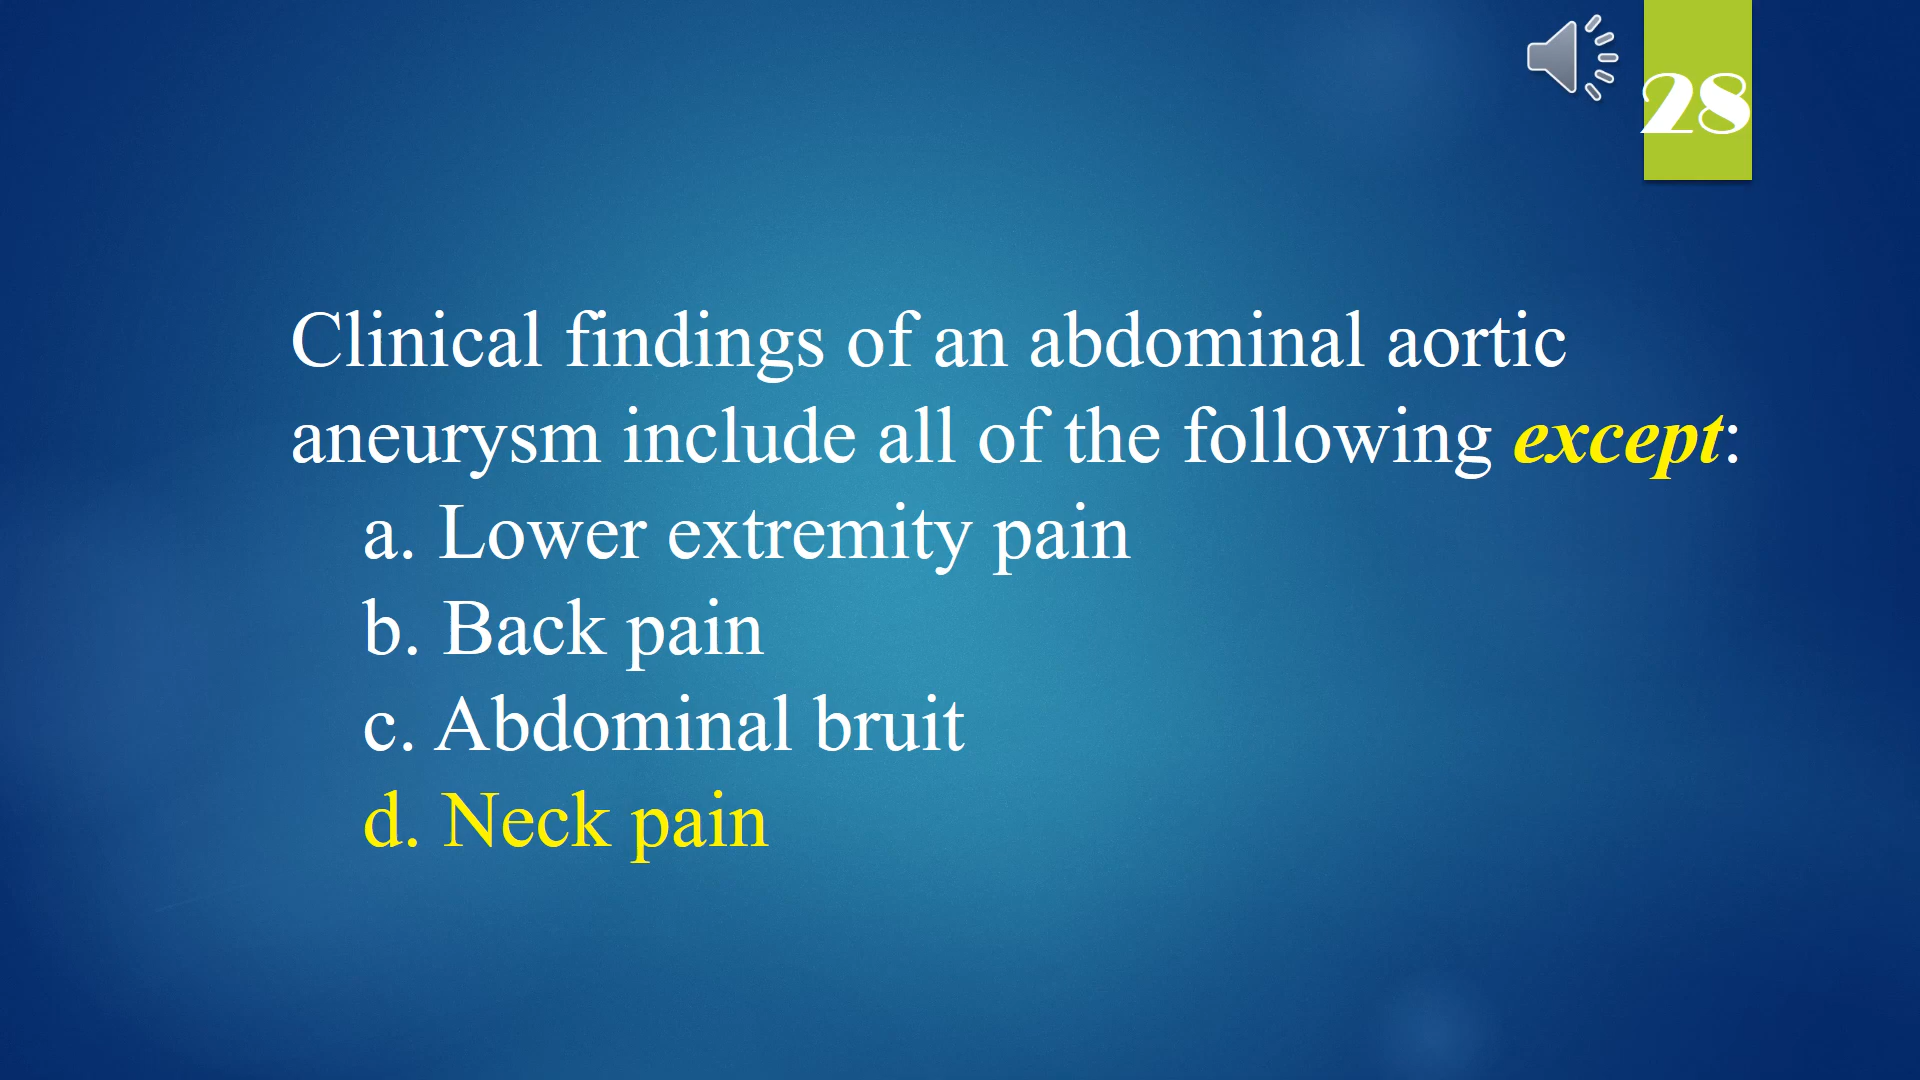 28
Clinical findings of an abdominal aortic
aneurysm include all of the following except:
a. Lower extremity pain
b. Back pain
c. Abdominal bruit
d. Neck pain